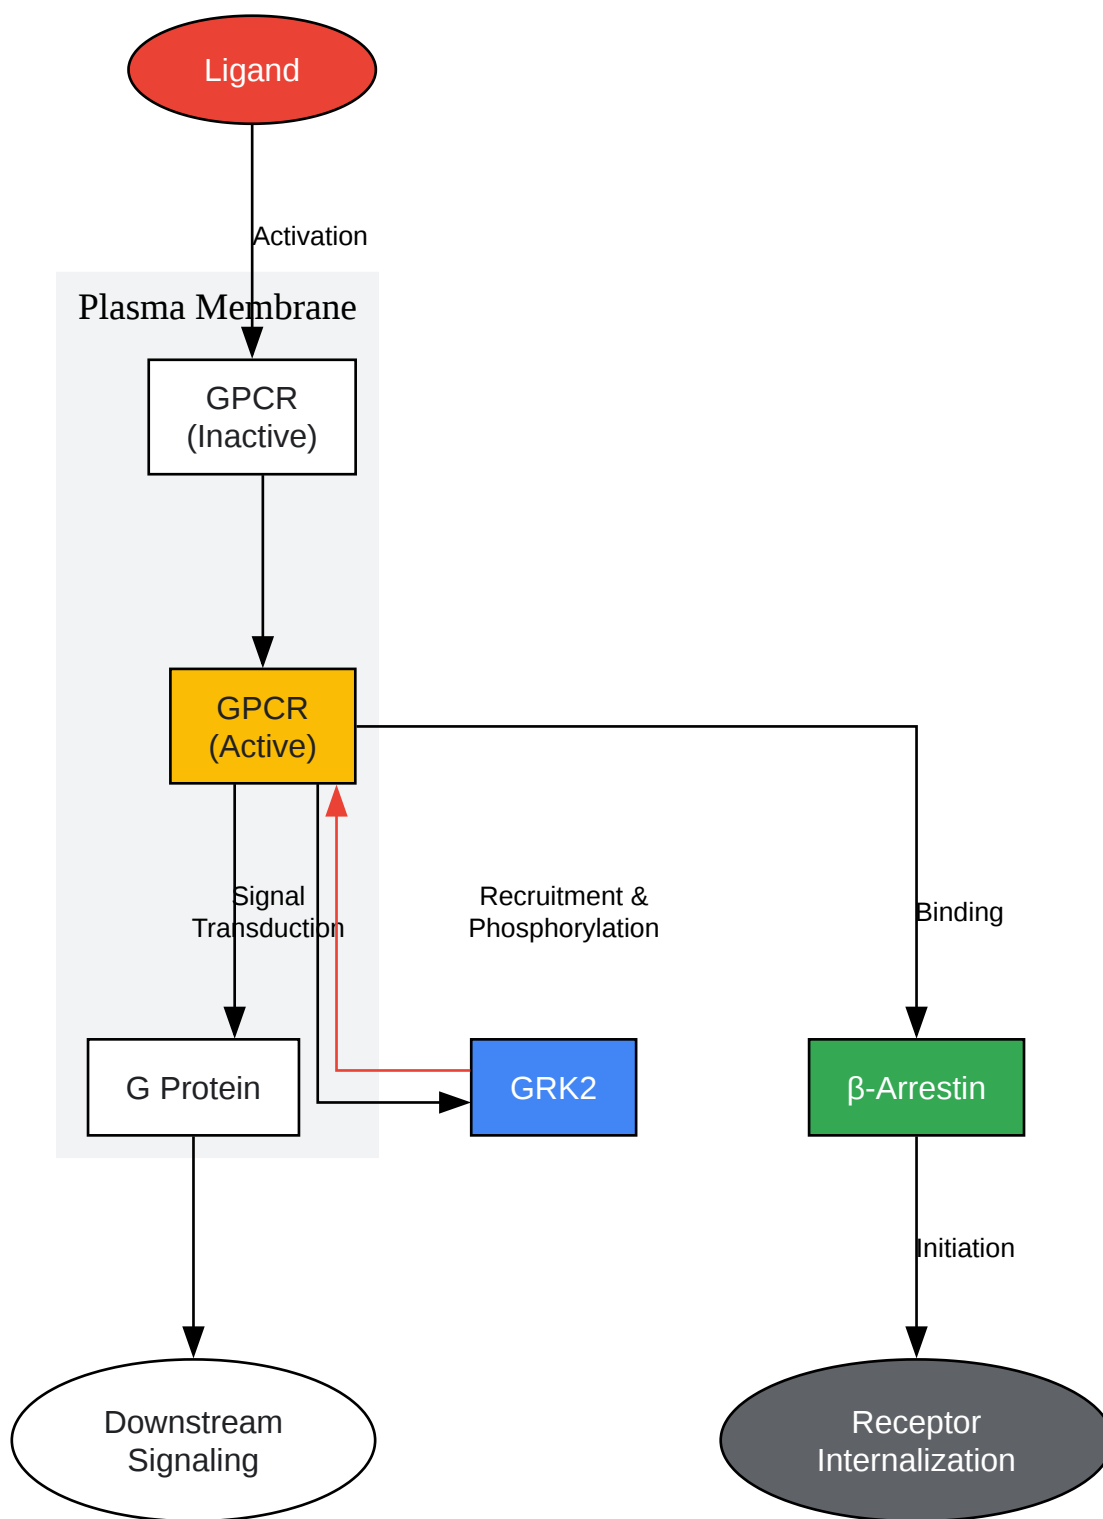 Ligand
Activation
Plasma Membrane
GPCR
(Inactive)
GPCR
(Active)
Signal
Transduction
Recruitment &
Phosphorylation
Binding
G Protein
GRK2
β-Arrestin
Initiation
Downstream
Signaling
Receptor
Internalization